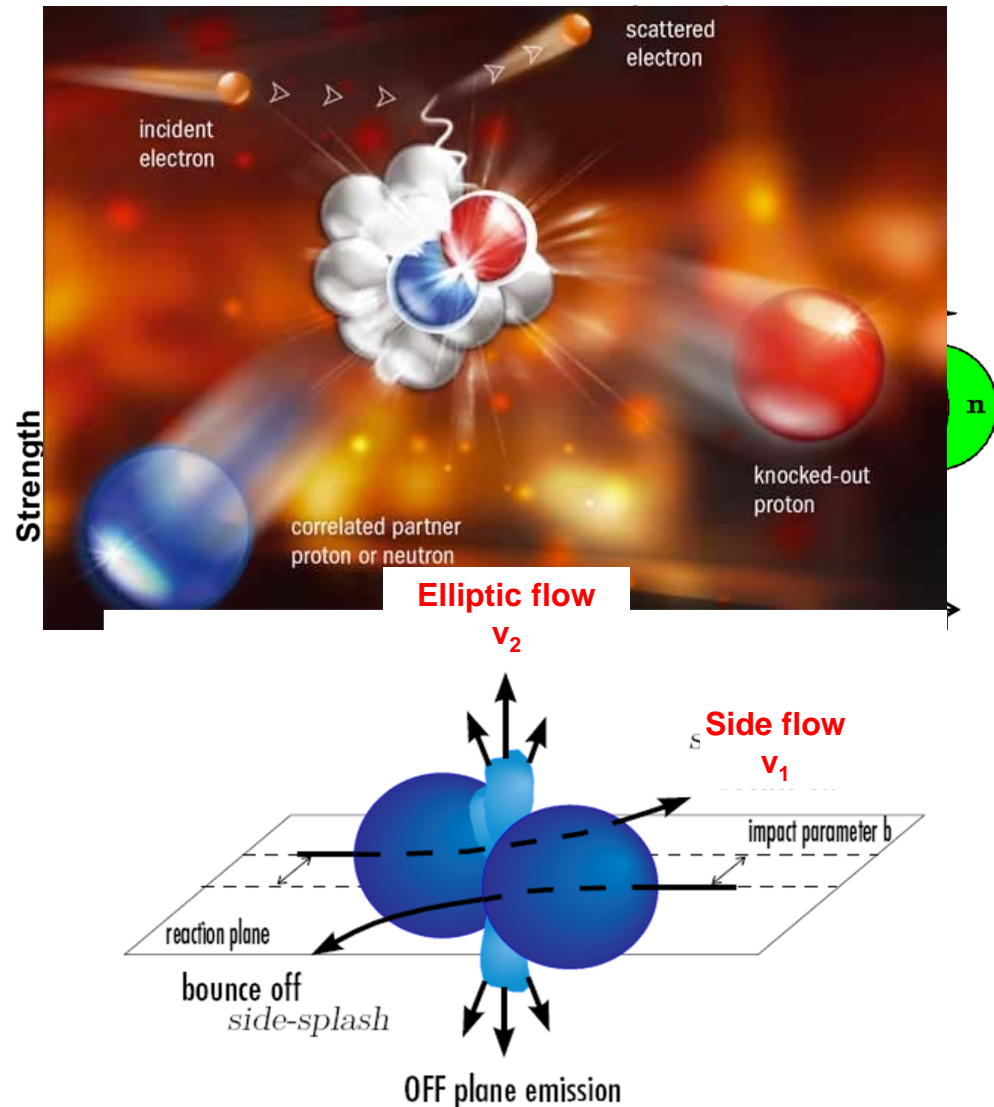 scattered
electron
incident
electron
n
knocked-out
proton
Strength
correlated partner
proton or neutron
Elliptic flow
v₂
Side flow
v₁
impact parameter b
reaction plane
bounce off
side-splash
OFF plane emission